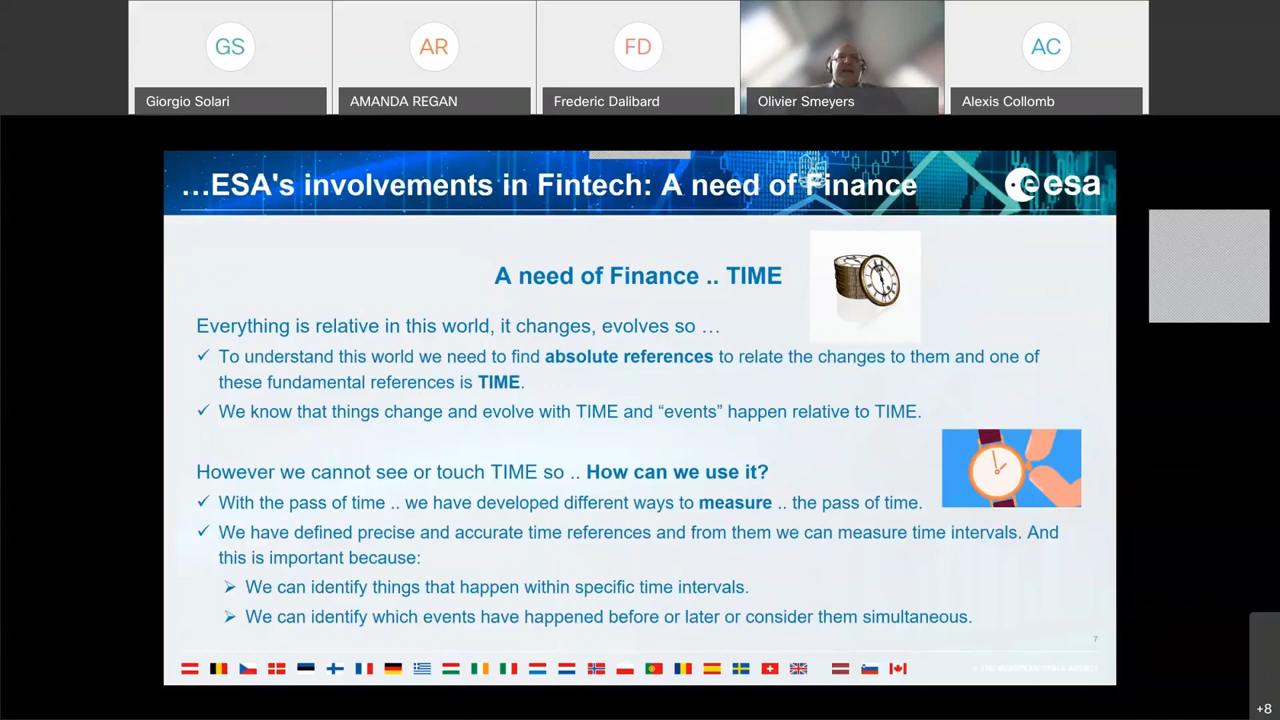 GS
AR
FD
AC
Giorgio Solari
AMANDA REGAN
Frederic Dalibard
Olivier Smeyers
Alexis Collomb
...ESA's involvements in Fintech: A need of Finance
esa
A need of Finance .. TIME
Everything is relative in this world, it changes, evolves so ...
✓ To understand this world we need to find absolute references to relate the changes to them and one of
these fundamental references is TIME.
✓ We know that things change and evolve with TIME and “events” happen relative to TIME.
However we cannot see or touch TIME so .. How can we use it?
✓ With the pass of time .. we have developed different ways to measure .. the pass of time.
✓ We have defined precise and accurate time references and from them we can measure time intervals. And
this is important because:
➢ We can identify things that happen within specific time intervals.
➢ We can identify which events have happened before or later or consider them simultaneous.
7
© THE EUROPEAN SPACE AGENCY
+8